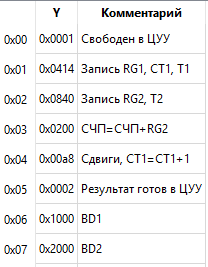 Y Комментарий
0x00 0x0001 Свободен в ЦУУ
0x01 0x0414 Запись RG1, CT1, T1
0x02 0x0840 Запись RG2, T2
0x03 0x0200 СЧП=СЧП+RG2
0x04 0x00a8 Сдвиги, CT1=CT1+1
0x05 0x0002 Результат готов в ЦУУ
0x06 0x1000 BD1
0x07 0x2000 BD2